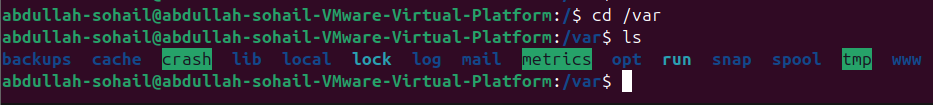 abdullah-sohail@abdullah-sohail-VMware-Virtual-Platform:/$ cd /var
abdullah-sohail@abdullah-sohail-VMware-Virtual-Platform:/var$ ls
backups  cache  crash  lib  local  lock  log  mail  metrics  opt  run  snap  spool  tmp  www
abdullah-sohail@abdullah-sohail-VMware-Virtual-Platform:/var$